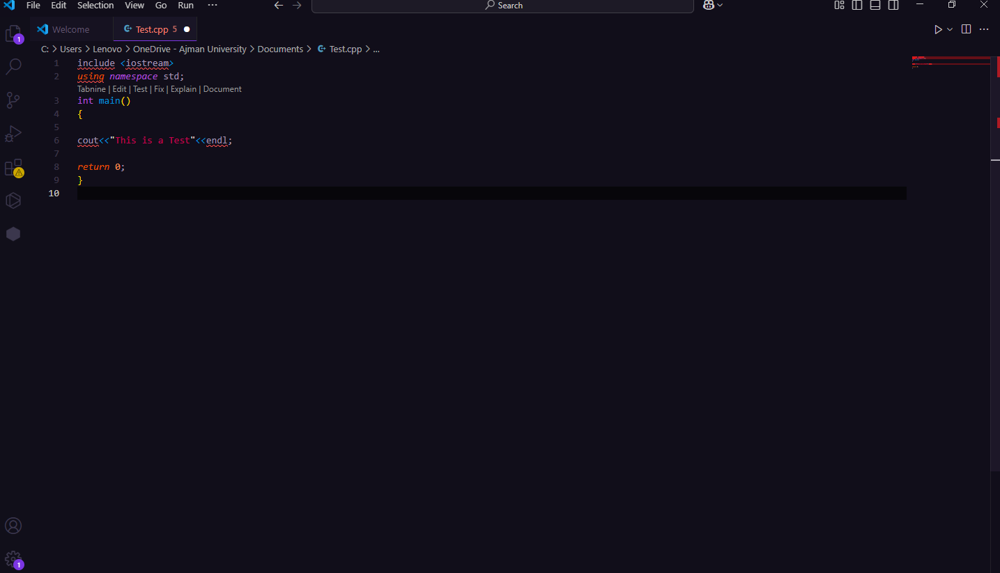 File Edit Selection View Go Run ··· Search
1
Welcome Test.cpp 5
C: > Users > Lenovo > OneDrive - Ajman University > Documents > Test.cpp > ...
1 include <iostream>
2 using namespace std;
Tabnine | Edit | Test | Fix | Explain | Document
3 int main()
4 {
5
6 cout<<"This is a Test"<<endl;
7
8 return 0;
9 }
10
1